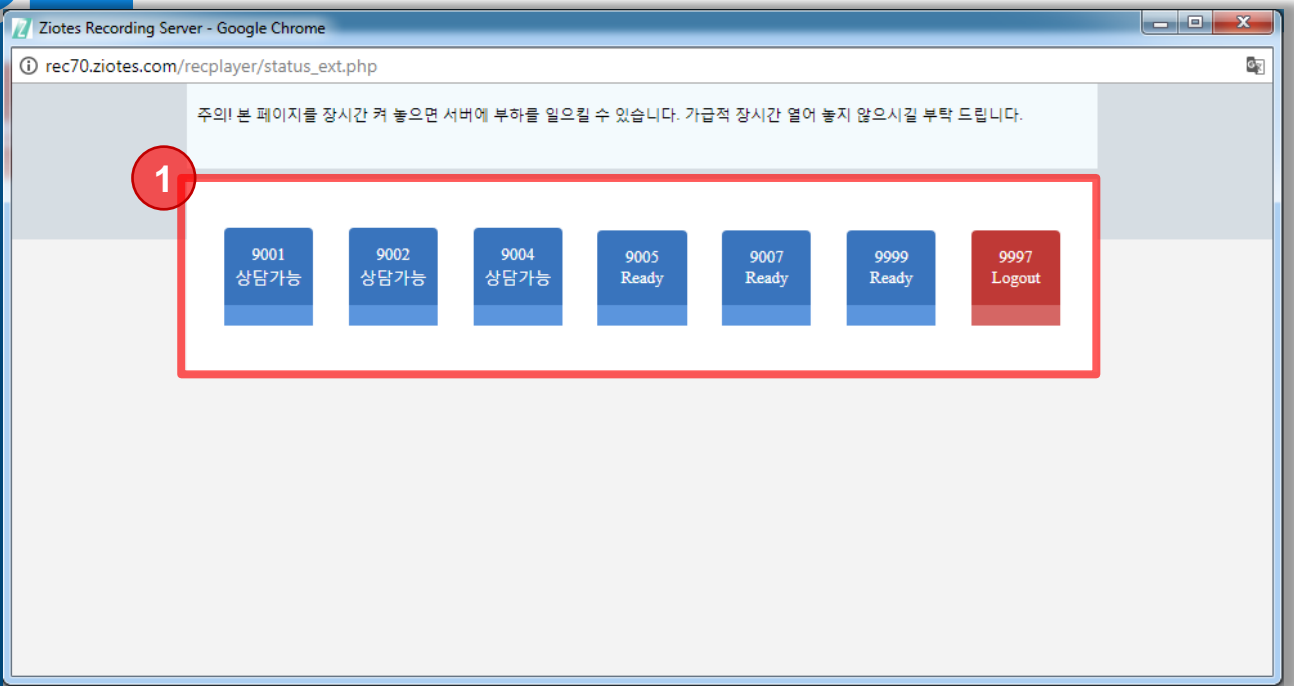 Ziotes Recording Server - Google Chrome
rec70.ziotes.com/recplayer/status_ext.php
주의! 본 페이지를 장시간 켜 놓으면 서버에 부하를 일으킬 수 있습니다. 가급적 장시간 열어 놓지 않으시길 부탁 드립니다.
1
9001 9002 9004 9005 9007 9999 9997
상담가능 상담가능 상담가능 Ready Ready Ready Logout